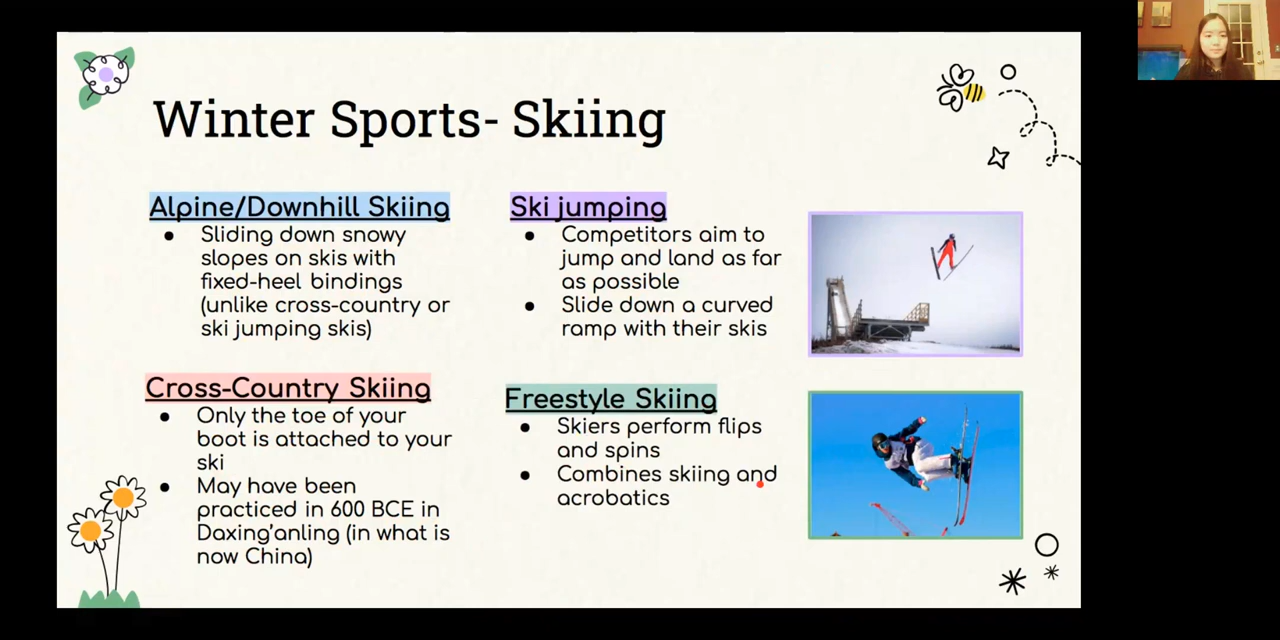 Winter Sports- Skiing
Alpine/Downhill Skiing
● Sliding down snowy
slopes on skis with
fixed-heel bindings
(unlike cross-country or
ski jumping skis)
Cross-Country Skiing
● Only the toe of your
boot is attached to your
ski
● May have been
practiced in 600 BCE in
Daxing’anling (in what is
now China)
Ski jumping
● Competitors aim to
jump and land as far
as possible
● Slide down a curved
ramp with their skis
Freestyle Skiing
● Skiers perform flips
and spins
● Combines skiing and
acrobatics